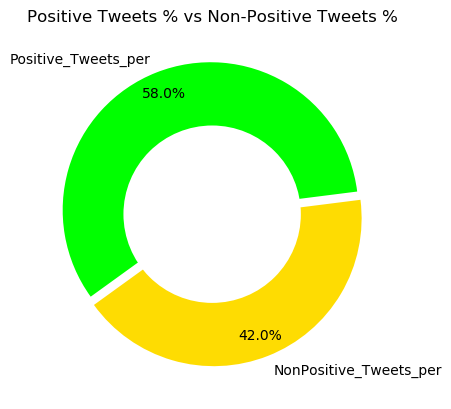 Positive Tweets % vs Non-Positive Tweets %
Positive_Tweets_per
58.0%
42.0%
NonPositive_Tweets_per